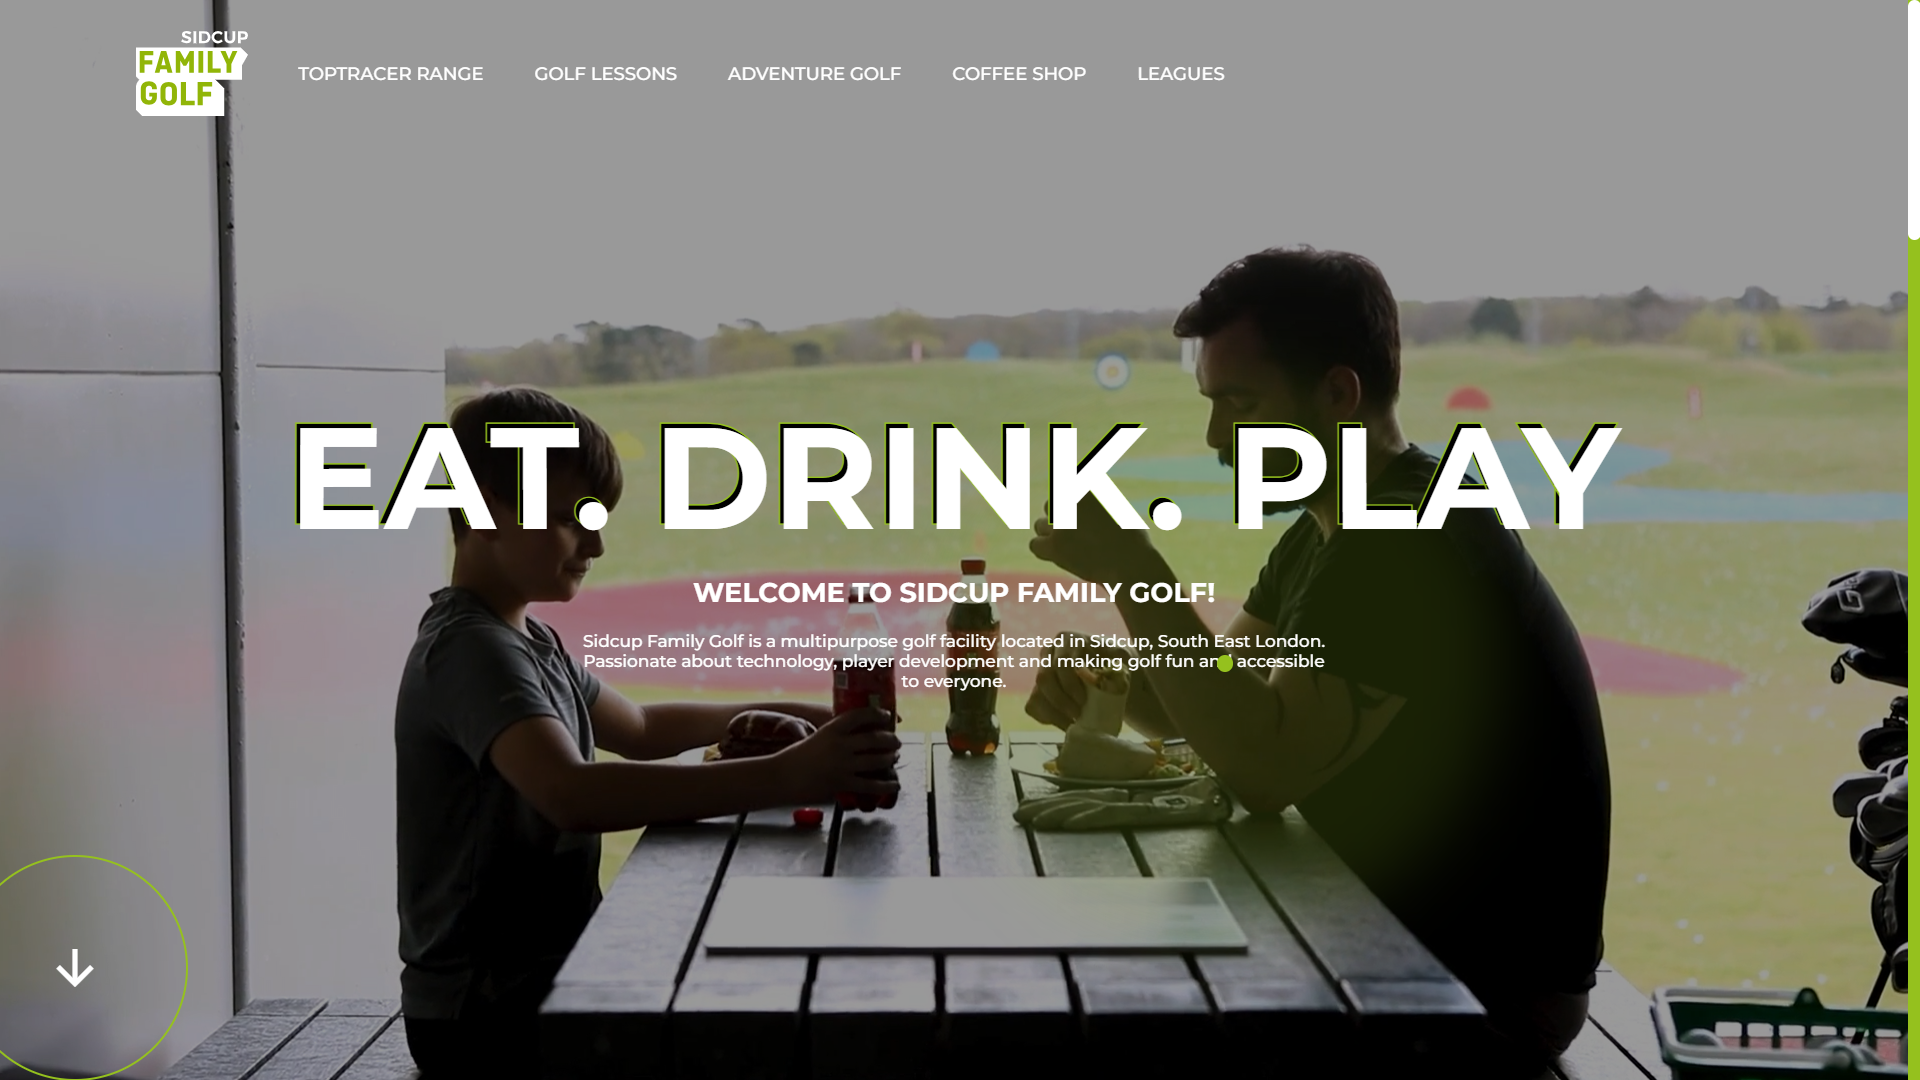 SIDCUP
FAMILY
GOLF
TOPTRACER RANGE
GOLF LESSONS
ADVENTURE GOLF
COFFEE SHOP
LEAGUES
EAT. DRINK. PLAY
WELCOME TO SIDCUP FAMILY GOLF!
Sidcup Family Golf is a multipurpose golf facility located in Sidcup, South East London.
Passionate about technology, player development and making golf fun and accessible
to everyone.